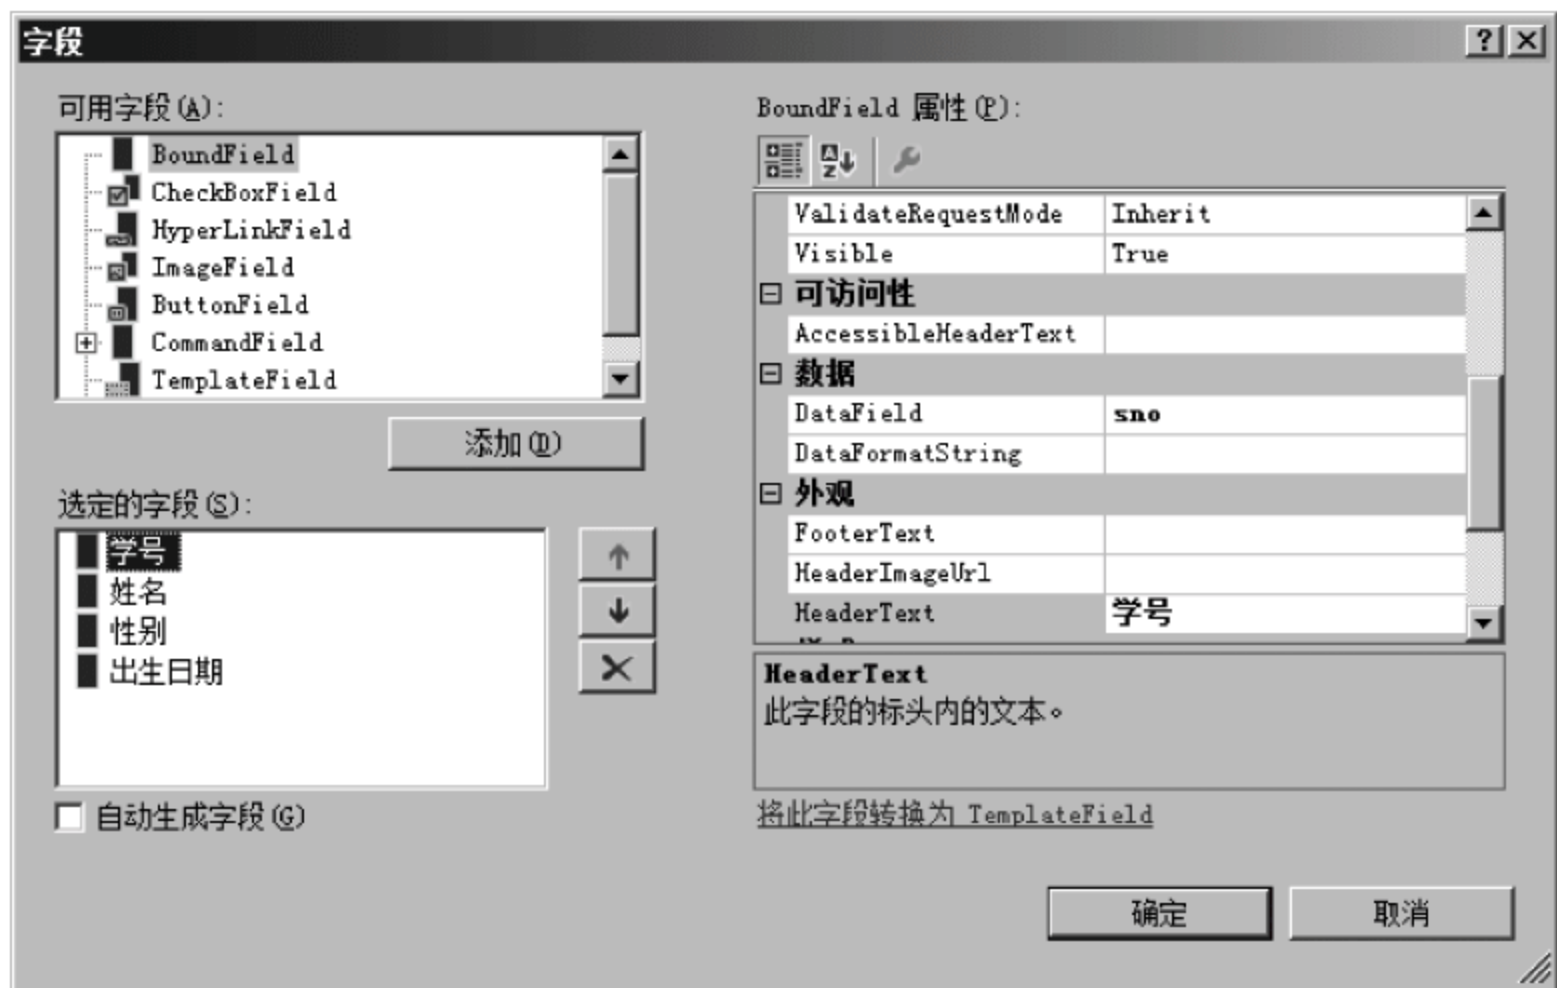 字段
可用字段(A):
BoundField
CheckBoxField
HyperLinkField
ImageField
ButtonField
CommandField
TemplateField
添加(D)
选定的字段(S):
学号
姓名
性别
出生日期
自动生成字段(G)
BoundField 属性(P):
ValidateRequestMode Inherit
Visible True
可访问性
AccessibleHeaderText
数据
DataField sno
DataFormatString
外观
FooterText
HeaderImageUrl
HeaderText 学号
HeaderText
此字段的标头内的文本。
将此字段转换为 TemplateField
确定
取消